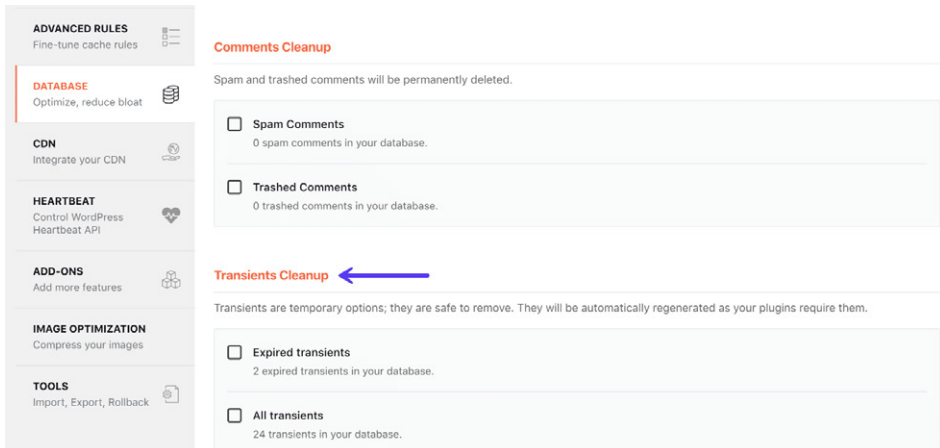 ADVANCED RULES
Fine-tune cache rules
DATABASE
Optimize, reduce bloat
CDN
Integrate your CDN
HEARTBEAT
Control WordPress
Heartbeat API
ADD-ONS
Add more features
IMAGE OPTIMIZATION
Compress your images
TOOLS
Import, Export, Rollback
Comments Cleanup
Spam and trashed comments will be permanently deleted.
Spam Comments
0 spam comments in your database.
Trashed Comments
0 trashed comments in your database.
Transients Cleanup
Transients are temporary options; they are safe to remove. They will be automatically regenerated as your plugins require them.
Expired transients
2 expired transients in your database.
All transients
24 transients in your database.